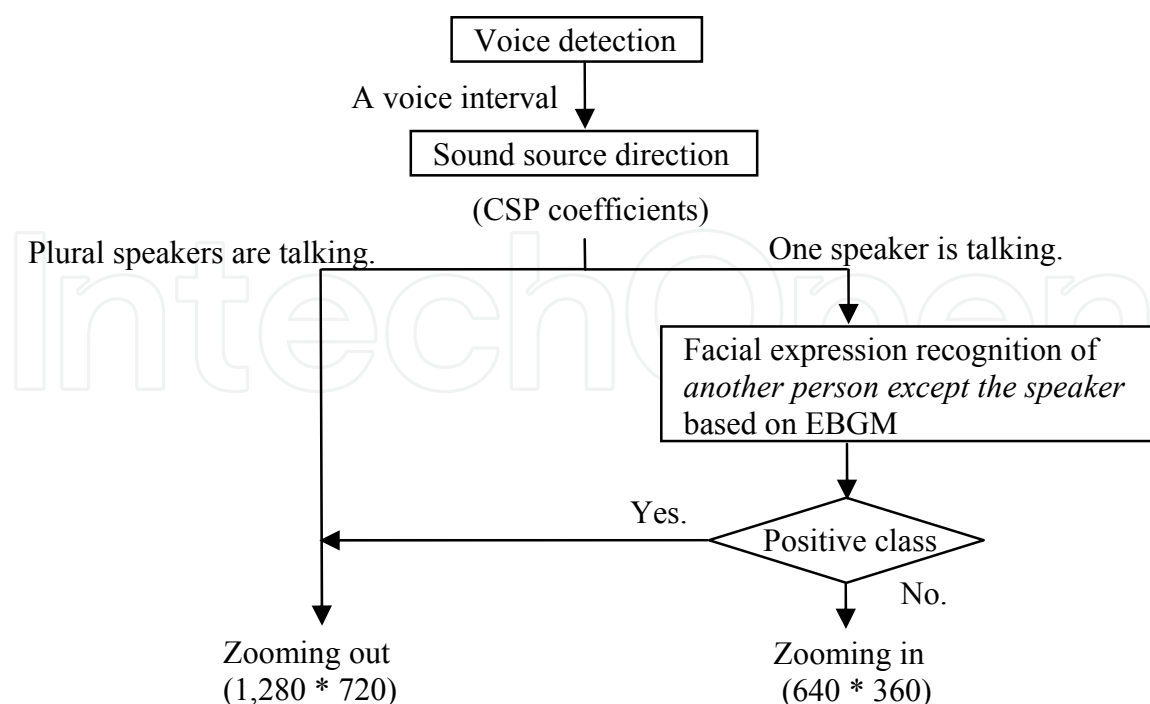 Voice detection
A voice interval
Sound source direction
(CSP coefficients)
Plural speakers are talking.
One speaker is talking.
IntechOpen
Facial expression recognition of
another person except the speaker
based on EBGM
Yes.
Positive class
No.
Zooming out
(1,280 * 720)
Zooming in
(640 * 360)